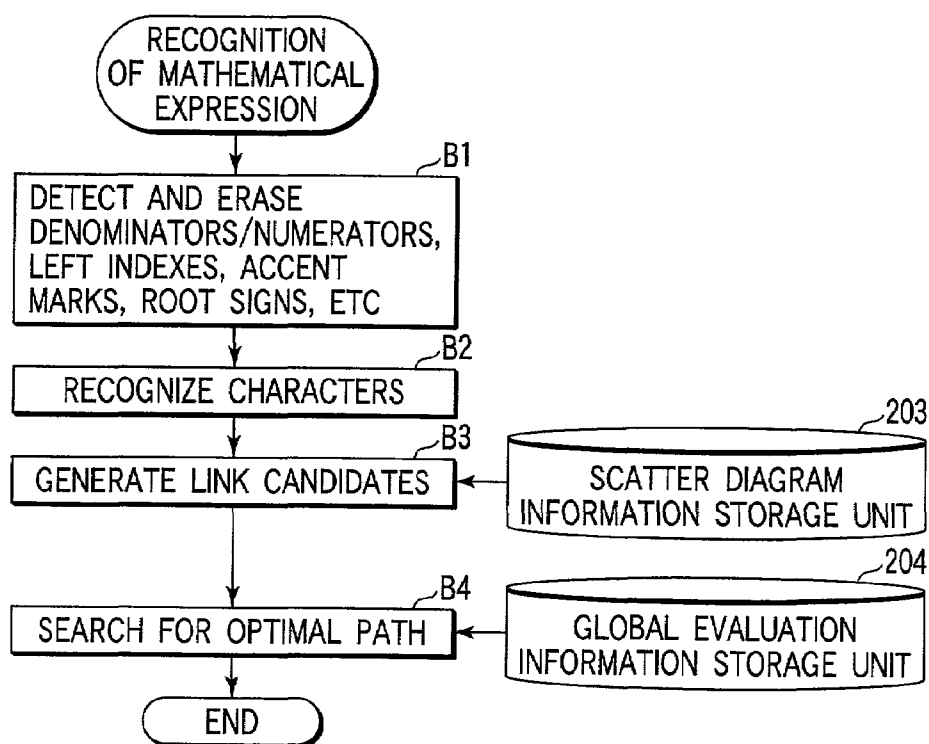 RECOGNITION
OF MATHEMATICAL
EXPRESSION
B1
DETECT AND ERASE
DENOMINATORS/NUMERATORS,
LEFT INDEXES, ACCENT
MARKS, ROOT SIGNS, ETC
B2
RECOGNIZE CHARACTERS
B3
GENERATE LINK CANDIDATES
203
SCATTER DIAGRAM
INFORMATION STORAGE UNIT
B4
SEARCH FOR OPTIMAL PATH
204
GLOBAL EVALUATION
INFORMATION STORAGE UNIT
END